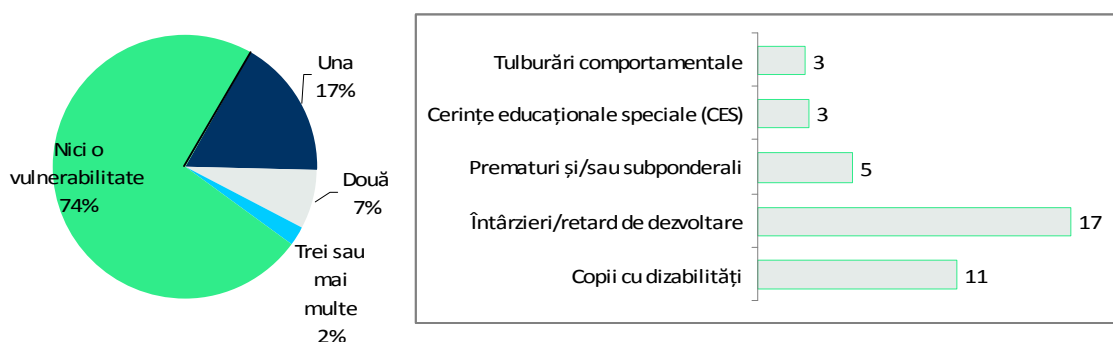 Una
17%
Nici o
vulnerabilitate
74%
Două
7%
Trei sau
mai
multe
2%
Tulburări comportamentale
3
Cerințe educaționale speciale (CES)
3
Prematuri și/sau subponderali
5
Întârzieri/retard de dezvoltare
17
Copii cu dizabilități
11